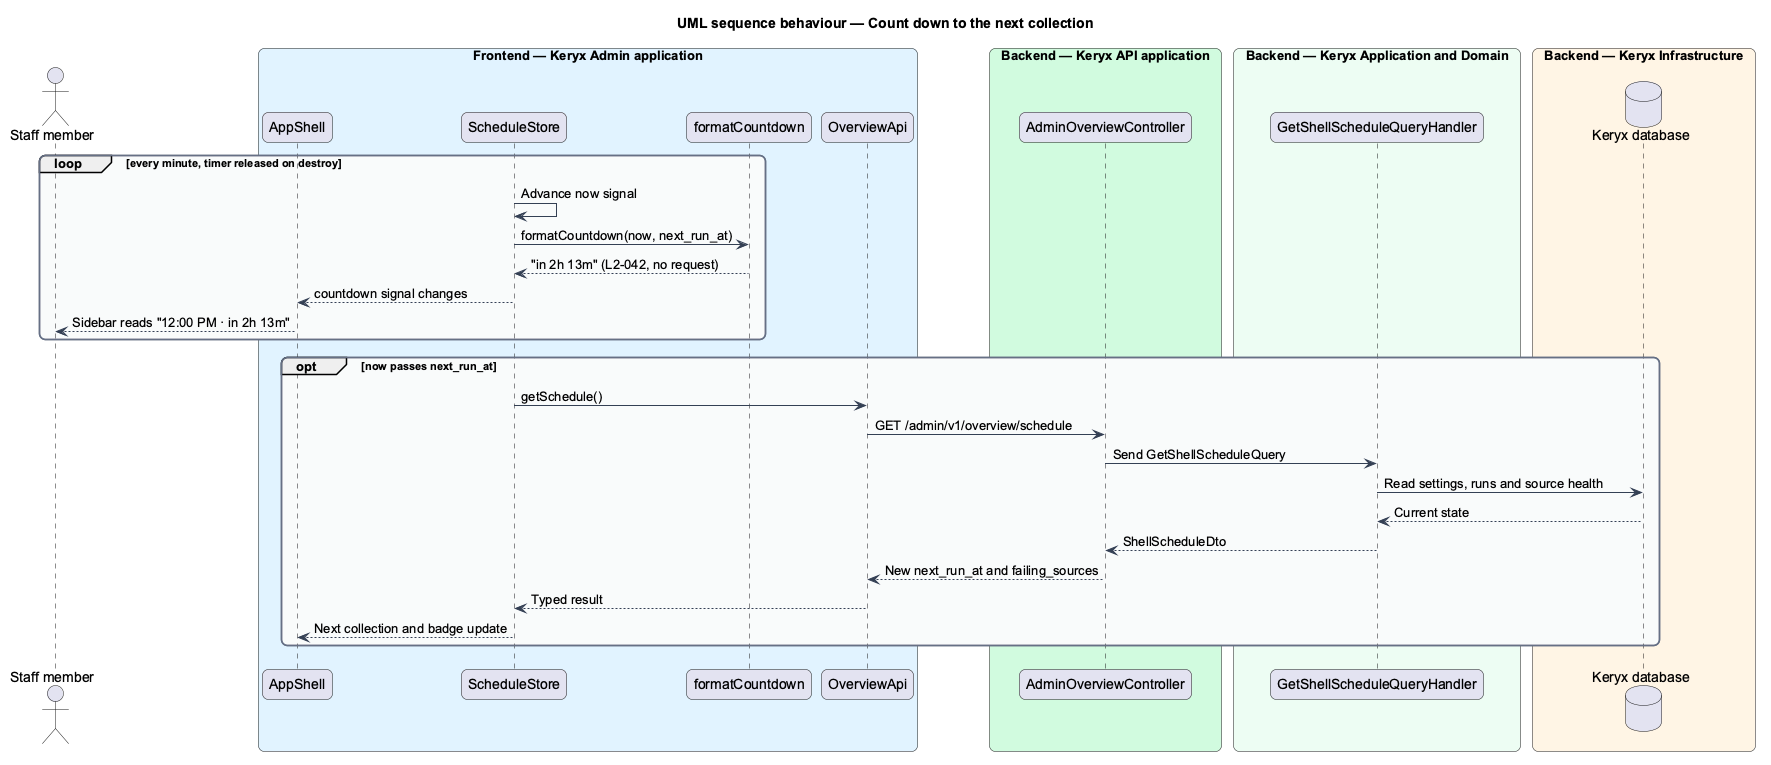 UML sequence behaviour — Count down to the next collection
Frontend — Keryx Admin application
Backend — Keryx API application
Backend — Keryx Application and Domain
Backend — Keryx Infrastructure
Staff member
AppShell
ScheduleStore
formatCountdown
OverviewApi
AdminOverviewController
GetShellScheduleQueryHandler
Keryx database
loop
[every minute, timer released on destroy]
Advance now signal
formatCountdown(now, next_run_at)
"in 2h 13m" (L2-042, no request)
countdown signal changes
Sidebar reads "12:00 PM · in 2h 13m"
opt
[now passes next_run_at]
getSchedule()
GET /admin/v1/overview/schedule
Send GetShellScheduleQuery
Read settings, runs and source health
Current state
ShellScheduleDto
New next_run_at and failing_sources
Typed result
Next collection and badge update
Staff member
AppShell
ScheduleStore
formatCountdown
OverviewApi
AdminOverviewController
GetShellScheduleQueryHandler
Keryx database